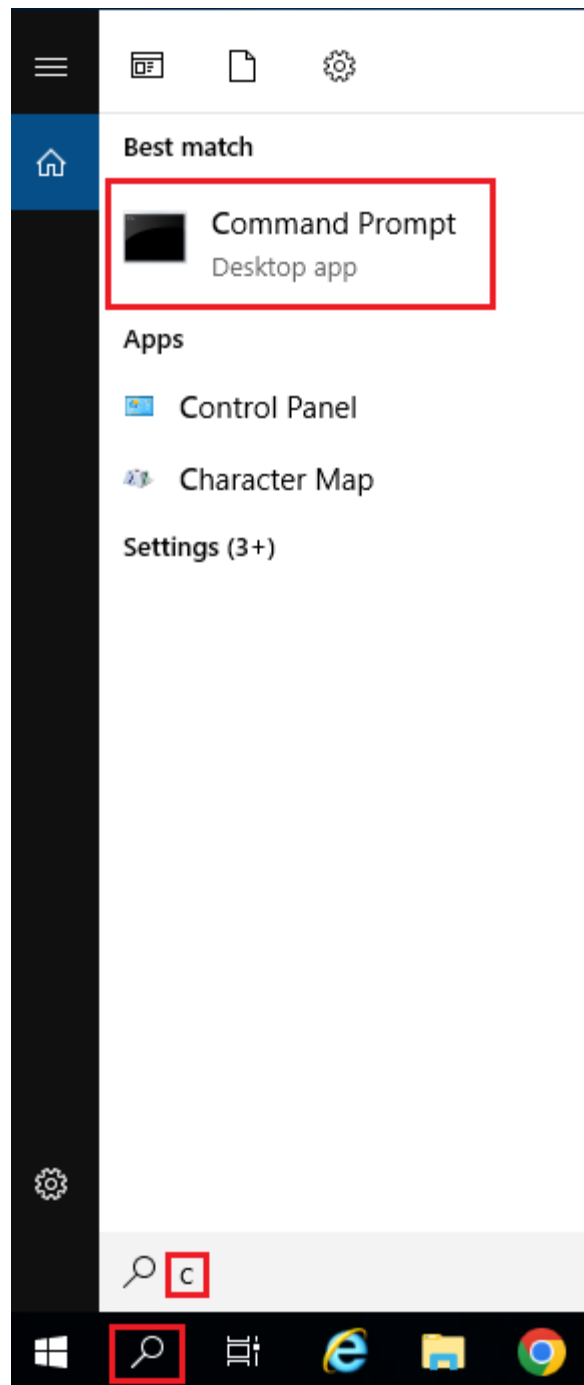 Best match
Command Prompt
Desktop app
Apps
Control Panel
Character Map
Settings (3+)
c